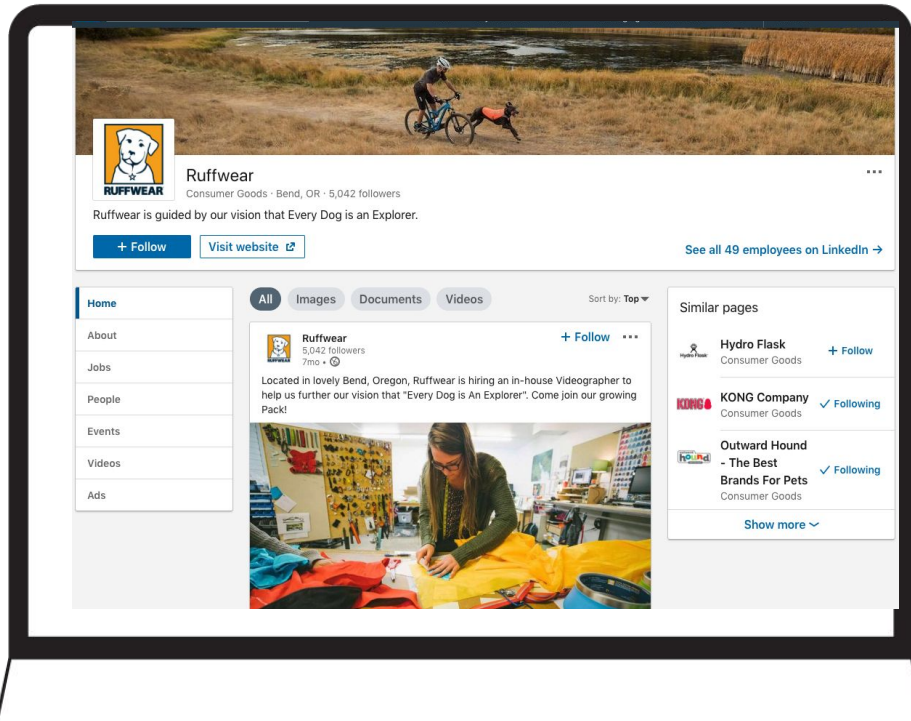 RUFFWEAR
Ruffwear
Consumer Goods · Bend, OR · 5,042 followers
Ruffwear is guided by our vision that Every Dog is an Explorer.
+ Follow
Visit website
See all 49 employees on LinkedIn →
Home
About
Jobs
People
Events
Videos
Ads
All
Images
Documents
Videos
Sort by: Top
Ruffwear
5,042 followers
7mo •
+ Follow
Located in lovely Bend, Oregon, Ruffwear is hiring an in-house Videographer to
help us further our vision that "Every Dog is An Explorer". Come join our growing
Pack!
Similar pages
Hydro Flask
Hydro Flask
Consumer Goods
+ Follow
KONG
KONG Company
Consumer Goods
Following
hound
Outward Hound
- The Best
Brands For Pets
Consumer Goods
Following
Show more